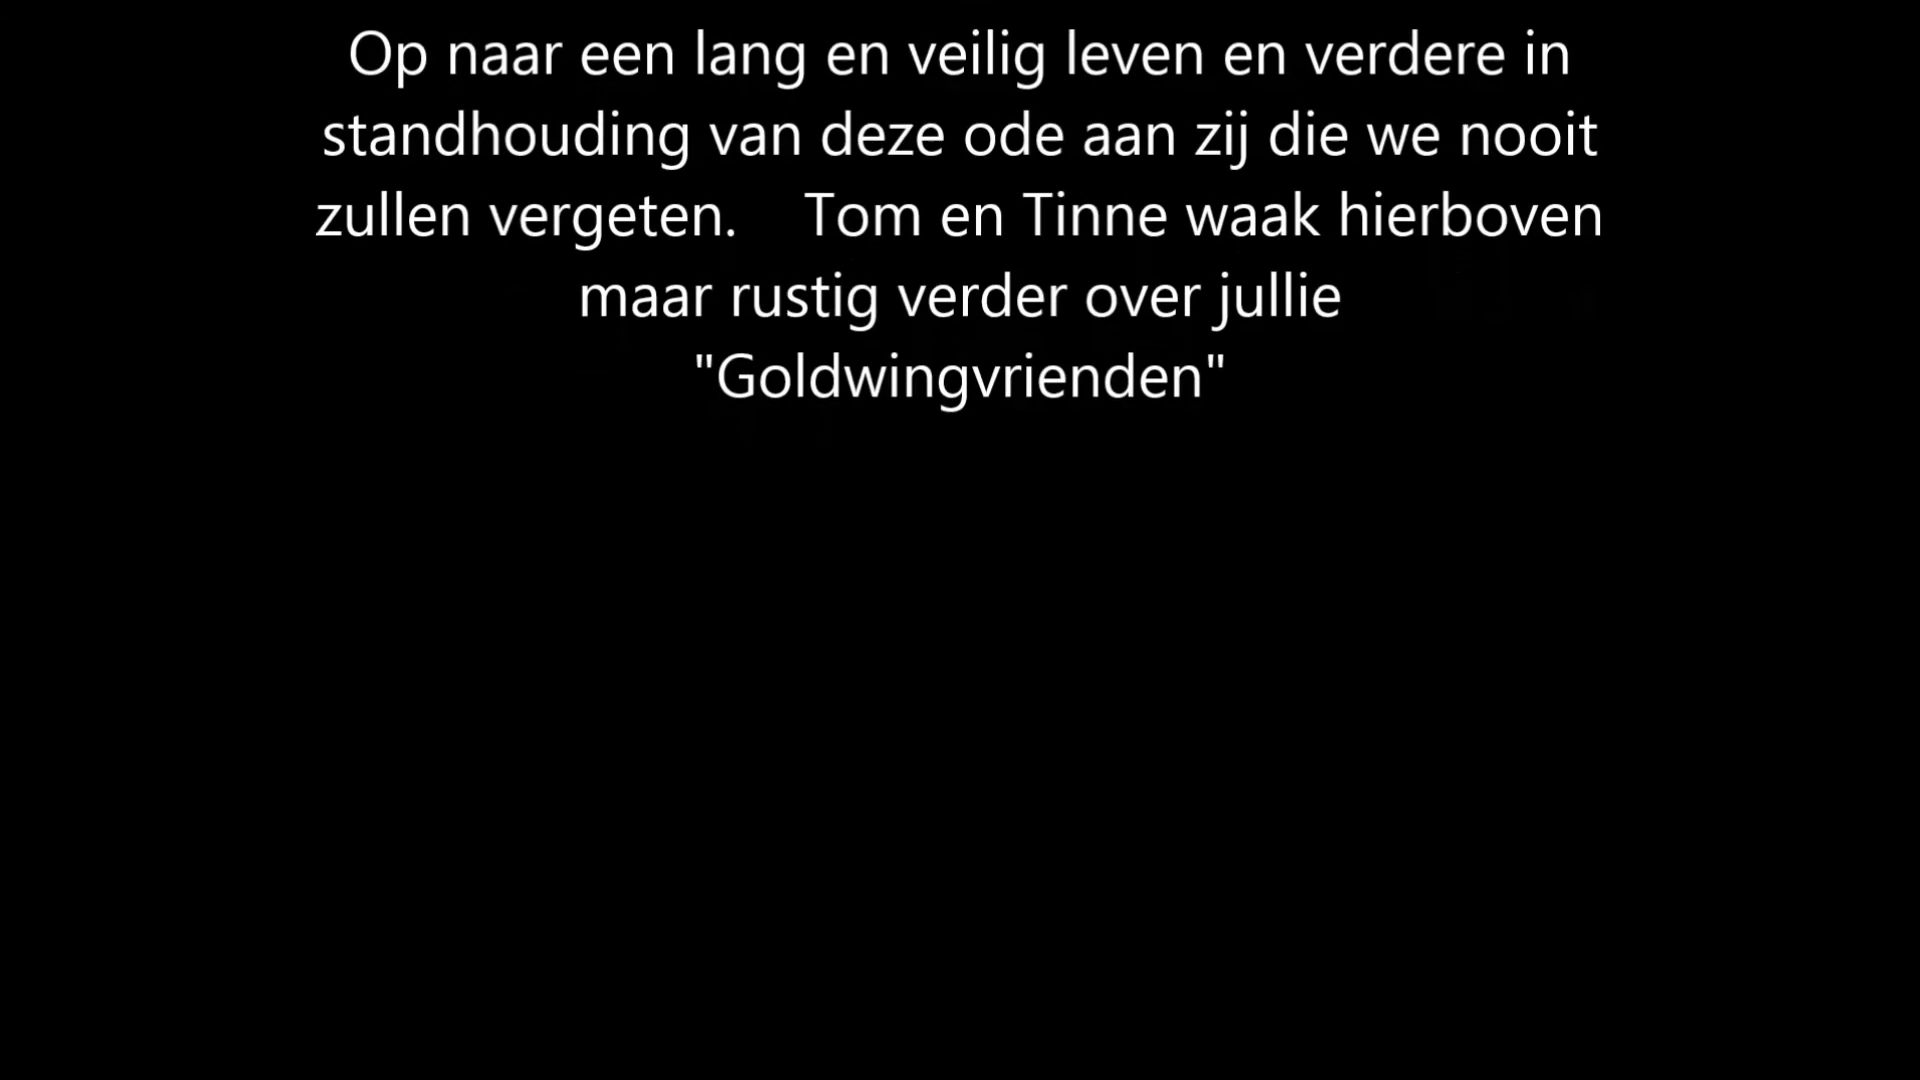 Op naar een lang en veilig leven en verdere in
standhouding van deze ode aan zij die we nooit
zullen vergeten.    Tom en Tinne waak hierboven
maar rustig verder over jullie
"Goldwingvrienden"